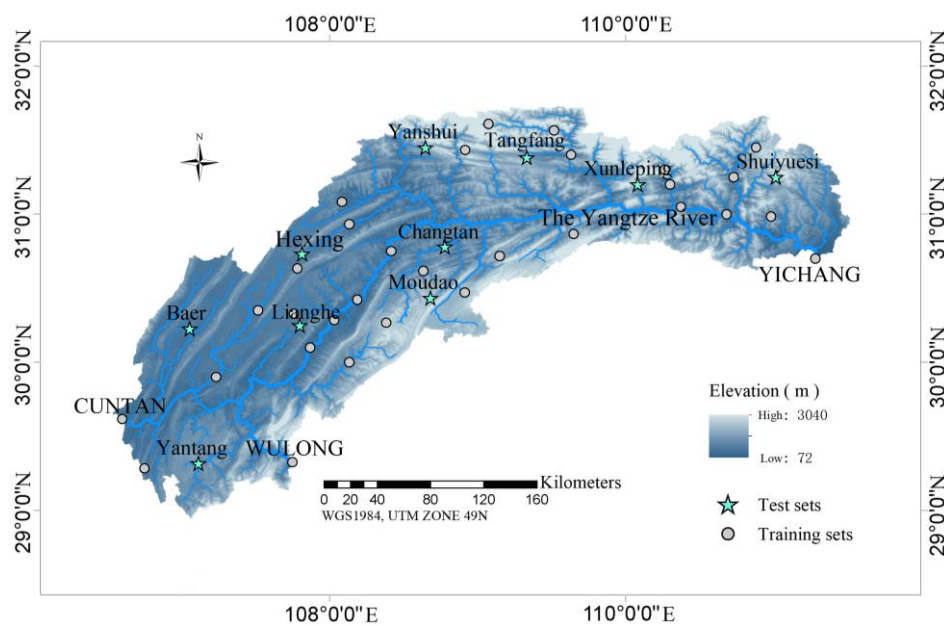 108°0'0"E
110°0'0"E
32°0'0"N
32°0'0"N
N
Yanshui
Tangfang
Xunleping
Shuiyuesi
31°0'0"N
The Yangtze River
31°0'0"N
Hexing
Changtan
YICHANG
Moudao
Baer
Lianghe
30°0'0"N
30°0'0"N
CUNTAN
Elevation ( m )
High: 3040
Low: 72
Yantang
WULONG
Kilometers
0 20 40 80 120 160
WGS1984, UTM ZONE 49N
29°0'0"N
29°0'0"N
Test sets
Training sets
108°0'0"E
110°0'0"E